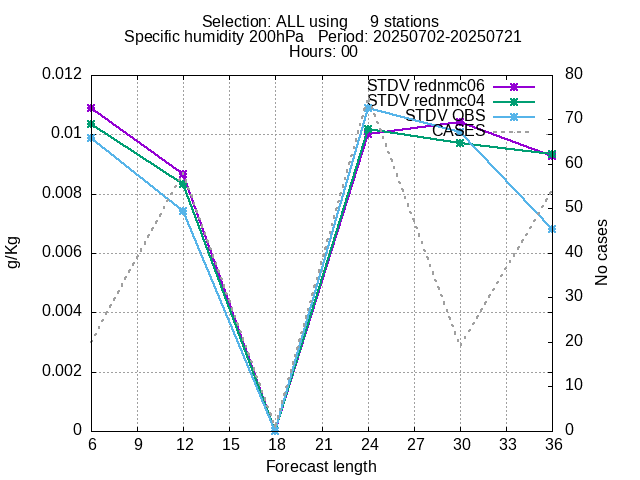 Selection: ALL using     9 stations
Specific humidity 200hPa   Period: 20250702-20250721
Hours: 00
STDV rednmc06
STDV rednmc04
STDV OBS
CASES
0.012
0.01
0.008
0.006
0.004
0.002
0
80
70
60
50
40
30
20
10
0
g/Kg
No cases
6 9 12 15 18 21 24 27 30 33 36
Forecast length